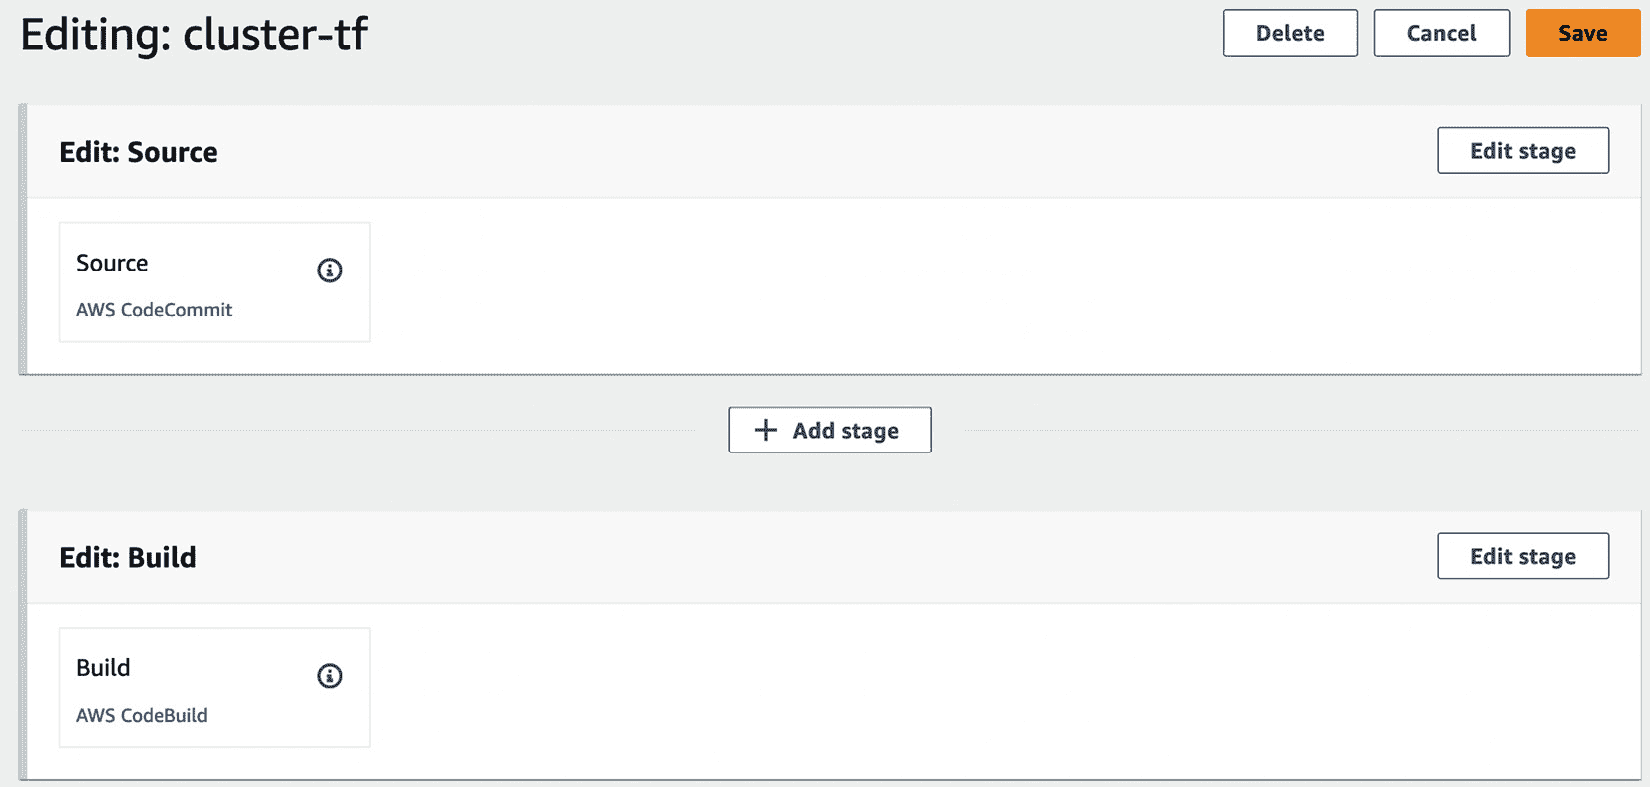 Editing: cluster-tf
Delete
Cancel
Save
Edit: Source
Edit stage
Source
AWS CodeCommit
Add stage
Edit: Build
Edit stage
Build
AWS CodeBuild